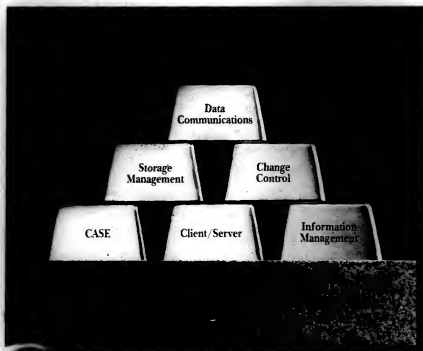 Data
Communications
Storage
Management
Change
Control
CASE
Client/Server
Information
Management